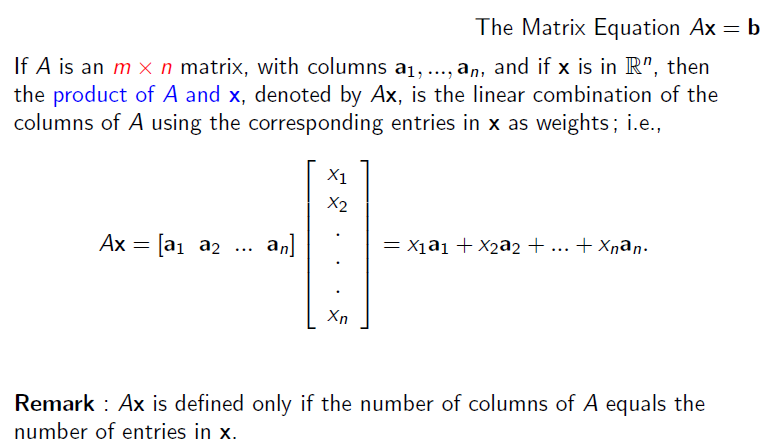 The Matrix Equation Ax = b
If A is an m × n matrix, with columns a₁, ..., aₙ, and if x is in ℝⁿ, then
the product of A and x, denoted by Ax, is the linear combination of the
columns of A using the corresponding entries in x as weights; i.e.,
Ax = [a₁ a₂ ... aₙ] [x₁ x₂ . . . xₙ] = x₁a₁ + x₂a₂ + ... + xₙaₙ.
Remark : Ax is defined only if the number of columns of A equals the
number of entries in x.